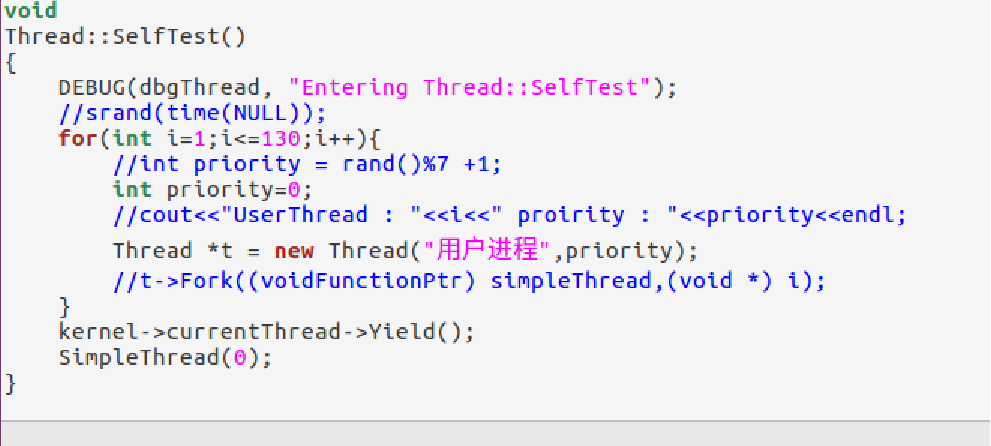 void
Thread::SelfTest()
{
    DEBUG(dbgThread, "Entering Thread::SelfTest");
    //srand(time(NULL));
    for(int i=1;i<=130;i++){
        //int priority = rand()%7 +1;
        int priority=0;
        //cout<<"UserThread : "<<i<<" proirity : "<<priority<<endl;
        Thread *t = new Thread("用户进程",priority);
        //t->Fork((voidFunctionPtr) simpleThread,(void *) i);
    }
    kernel->currentThread->Yield();
    SimpleThread(0);
}